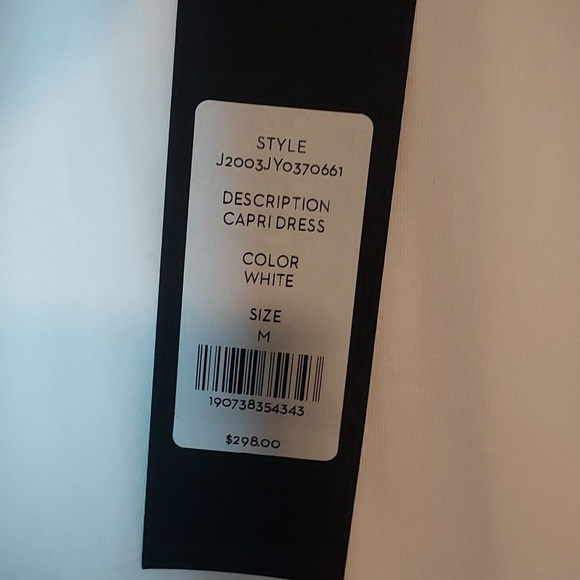 STYLE
J2003JY0370661
DESCRIPTION
CAPRI DRESS
COLOR
WHITE
SIZE
M
190738354343
$298.00